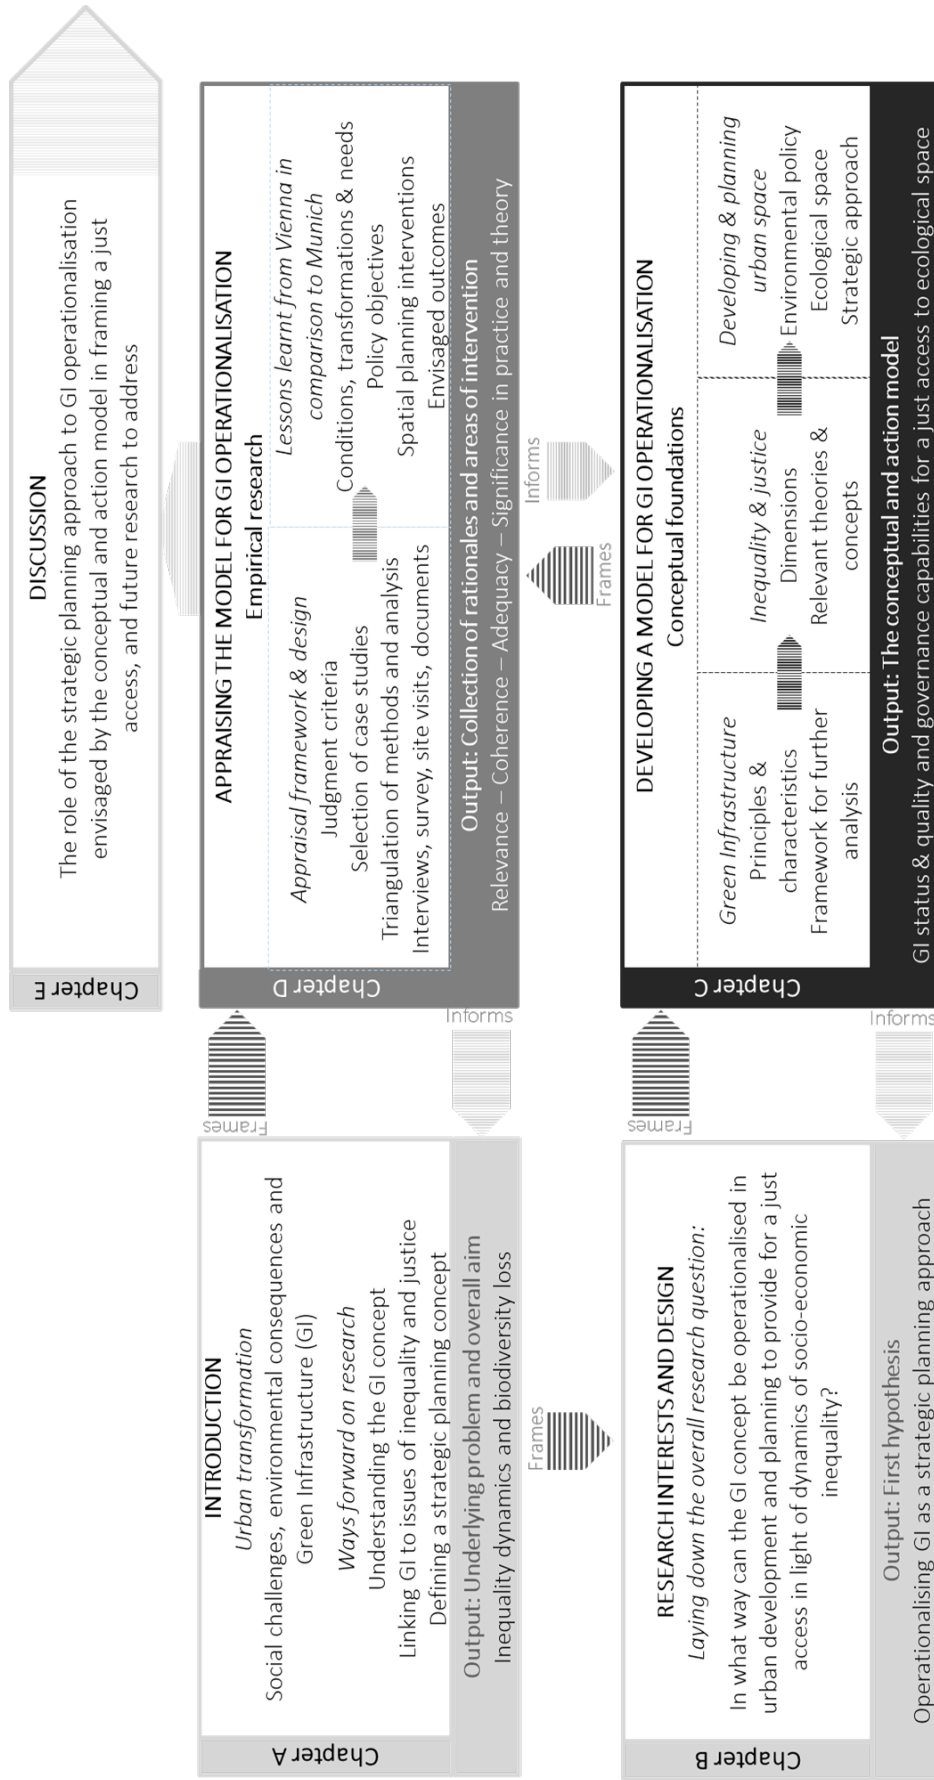 Chapter A
INTRODUCTION
Urban transformation
Social challenges, environmental consequences and
Green Infrastructure (GI)
Ways forward on research
Understanding the GI concept
Linking GI to issues of inequality and justice
Defining a strategic planning concept
Output: Underlying problem and overall aim
Inequality dynamics and biodiversity loss
Frames
Informs
Frames
Chapter B
RESEARCH INTERESTS AND DESIGN
Laying down the overall research question:
In what way can the GI concept be operationalised in
urban development and planning to provide for a just
access in light of dynamics of socio-economic
inequality?
Output: First hypothesis
Operationalising GI as a strategic planning approach
Frames
Informs
Chapter C
DEVELOPING A MODEL FOR GI OPERATIONALISATION
Conceptual foundations
Green Infrastructure
Principles &
characteristics
Framework for further
analysis
Inequality & justice
Dimensions
Relevant theories &
concepts
Developing & planning
urban space
Environmental policy
Ecological space
Strategic approach
Output: The conceptual and action model
GI status & quality and governance capabilities for a just access to ecological space
Frames
Informs
Chapter D
APPRAISING THE MODEL FOR GI OPERATIONALISATION
Empirical research
Appraisal framework & design
Judgment criteria
Selection of case studies
Triangulation of methods and analysis
Interviews, survey, site visits, documents
Lessons learnt from Vienna in
comparison to Munich
Conditions, transformations & needs
Policy objectives
Spatial planning interventions
Envisaged outcomes
Output: Collection of rationales and areas of intervention
Relevance – Coherence – Adequacy – Significance in practice and theory
Chapter E
DISCUSSION
The role of the strategic planning approach to GI operationalisation
envisaged by the conceptual and action model in framing a just
access, and future research to address